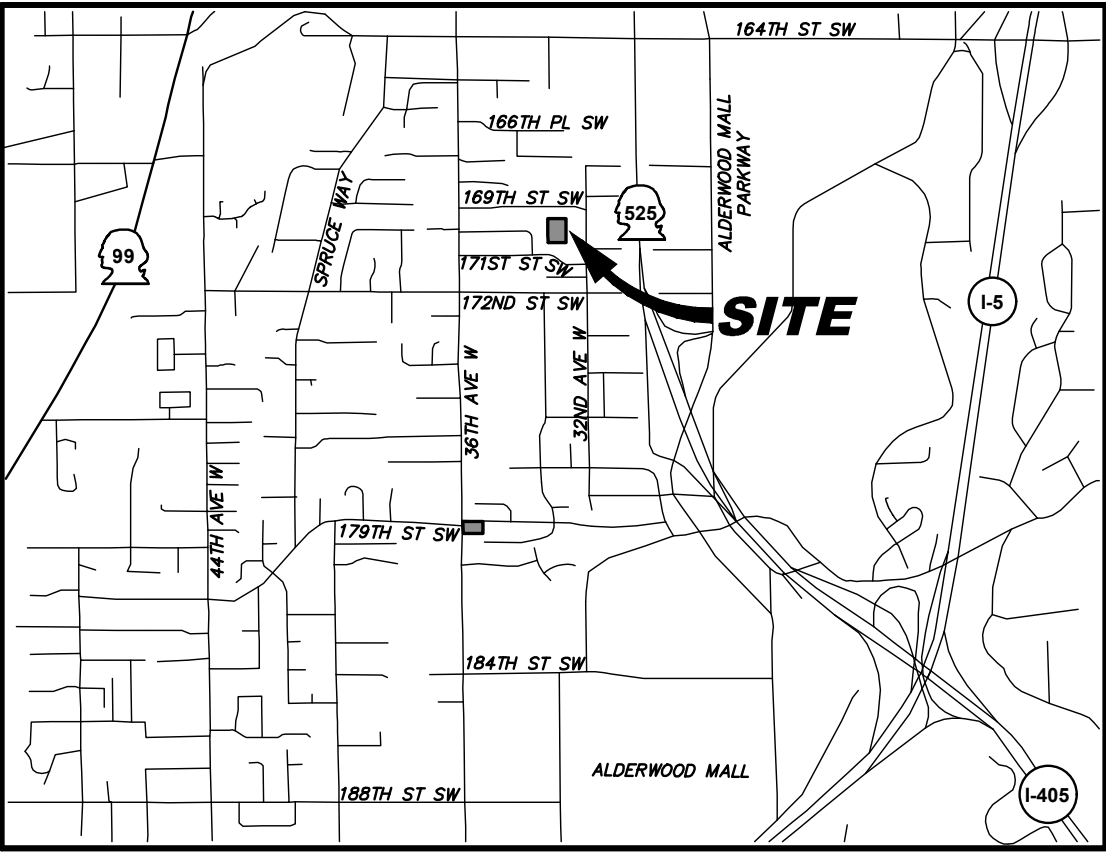 164TH ST SW
166TH PL SW
ALDERWOOD MALL
PARKWAY
169TH ST SW
525
SPRUCE WAY
99
171ST ST SW
172ND ST SW
SITE
I-5
36TH AVE W
32ND AVE W
44TH AVE W
179TH ST SW
184TH ST SW
ALDERWOOD MALL
188TH ST SW
I-405